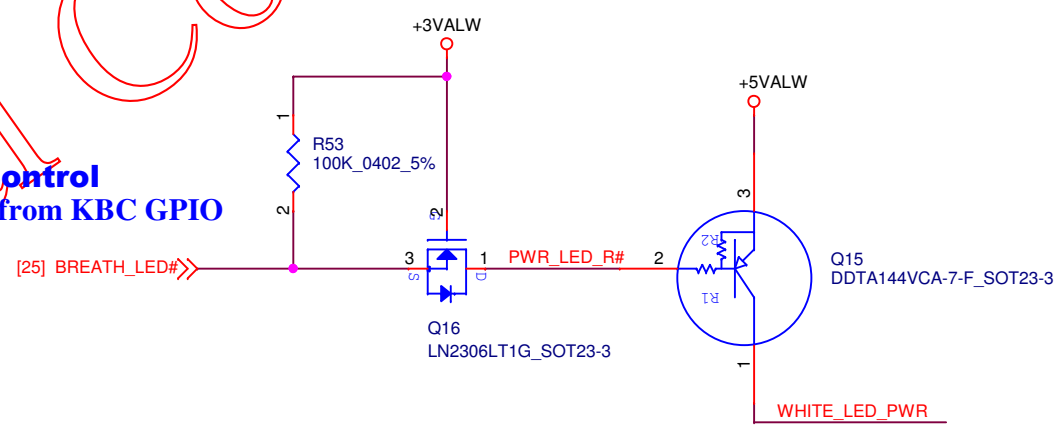 +3VALW
+5VALW
1
R53
100K_0402_5%
ontrol
2
from KBC GPIO
G
2
3
R2
[25] BREATH_LED#
3
1
PWR_LED_R#
2
Q15
DDTA144VCA-7-F_SOT23-3
S
D
R1
Q16
LN2306LT1G_SOT23-3
1
WHITE_LED_PWR